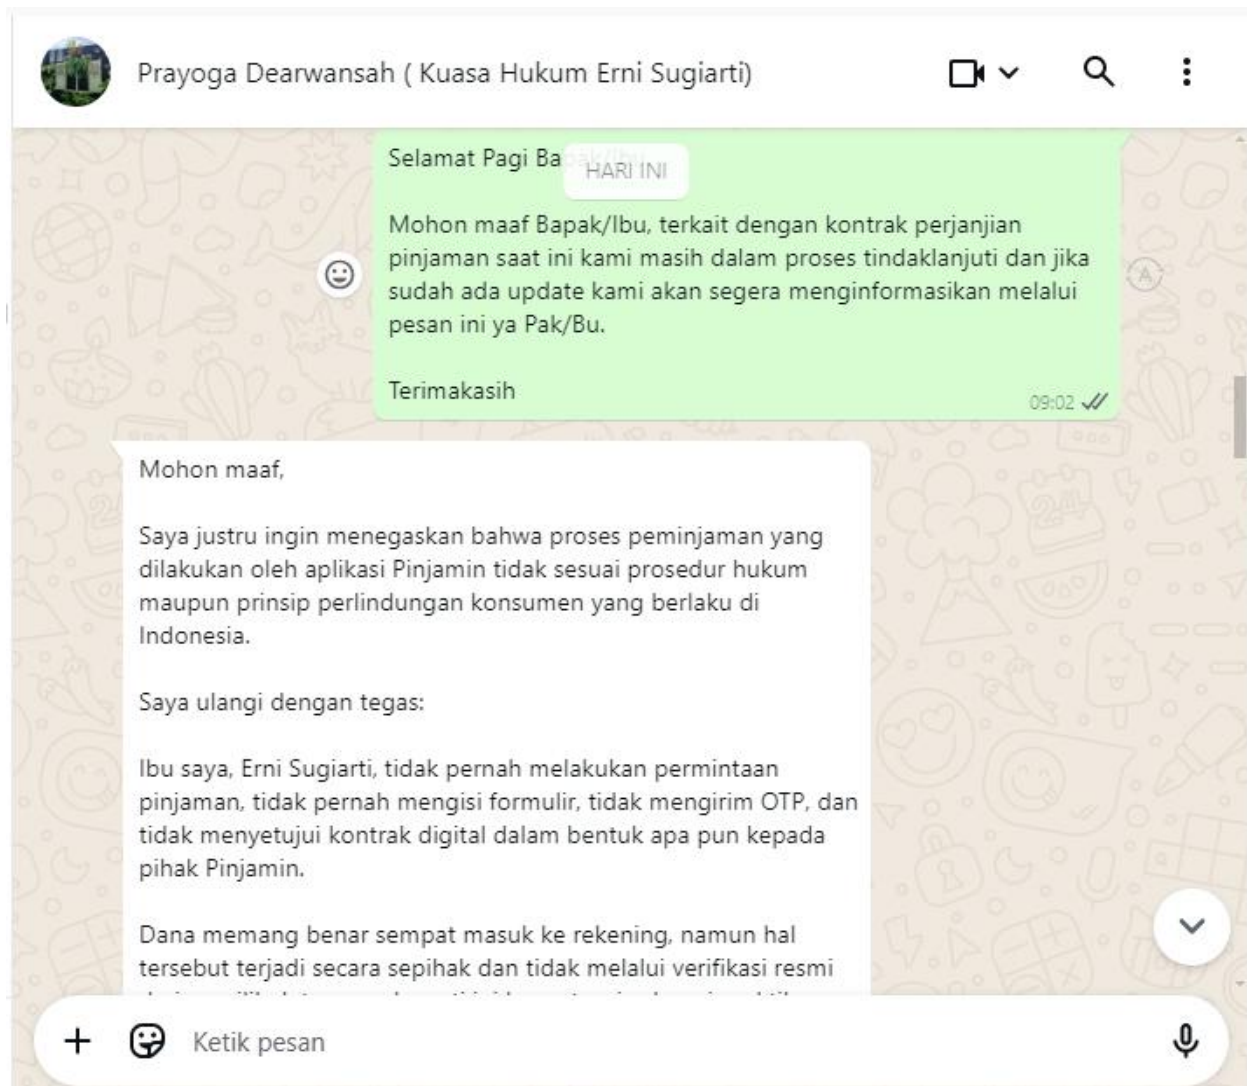 Prayoga Dearwansah ( Kuasa Hukum Erni Sugiarti)
Selamat Pagi
HARI INI
Mohon maaf Bapak/Ibu, terkait dengan kontrak perjanjian
pinjaman saat ini kami masih dalam proses tindaklanjuti dan jika
sudah ada update kami akan segera menginformasikan melalui
pesan ini ya Pak/Bu.
Terimakasih
09:02
Mohon maaf,
Saya justru ingin menegaskan bahwa proses peminjaman yang
dilakukan oleh aplikasi Pinjamin tidak sesuai prosedur hukum
maupun prinsip perlindungan konsumen yang berlaku di
Indonesia.
Saya ulangi dengan tegas:
Ibu saya, Erni Sugiarti, tidak pernah melakukan permintaan
pinjaman, tidak pernah mengisi formulir, tidak mengirim OTP, dan
tidak menyetujui kontrak digital dalam bentuk apa pun kepada
pihak Pinjamin.
Dana memang benar sempat masuk ke rekening, namun hal
tersebut terjadi secara sepihak dan tidak melalui verifikasi resmi
Ketik pesan